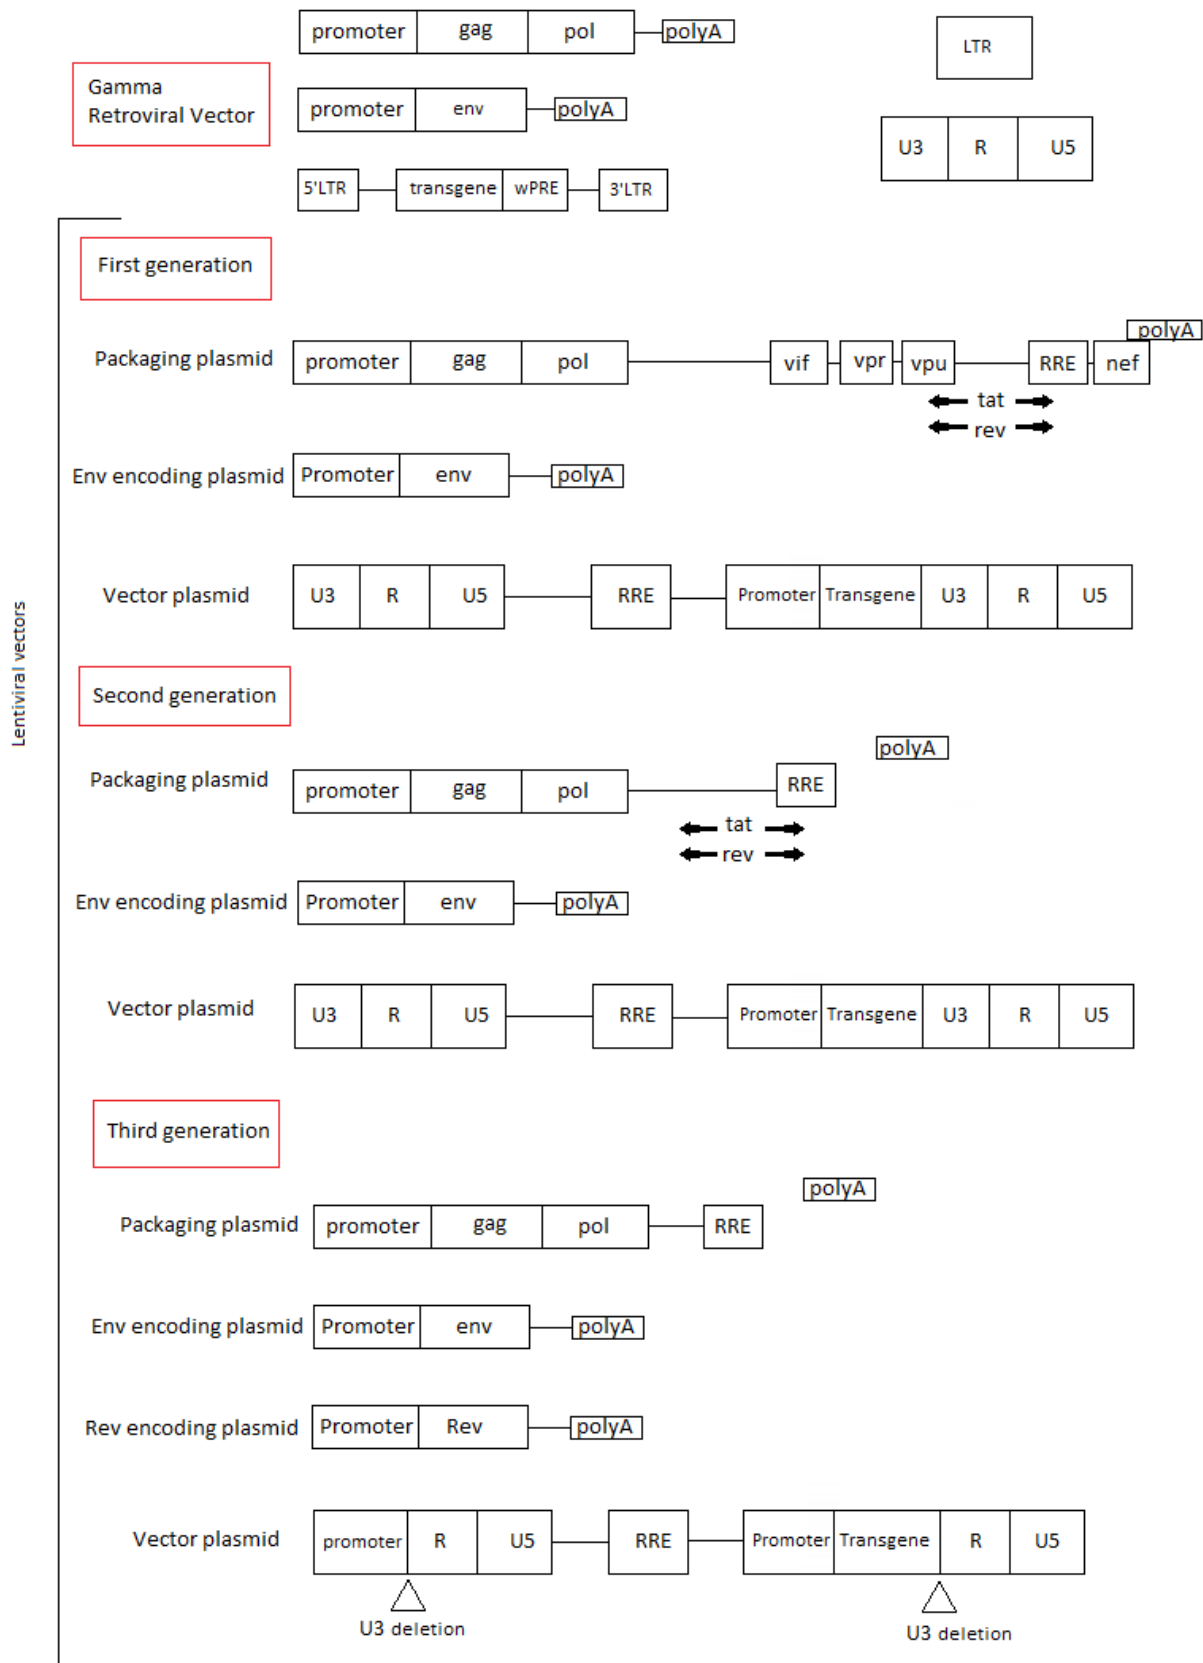 promoter gag pol polyA
LTR
Gamma
Retroviral Vector
promoter env polyA
U3 R U5
5'LTR transgene wPRE 3'LTR
First generation
polyA
Packaging plasmid promoter gag pol vif vpr vpu RRE nef
tat
rev
Env encoding plasmid Promoter env polyA
Vector plasmid U3 R U5 RRE Promoter Transgene U3 R U5
Lentiviral vectors
Second generation
polyA
Packaging plasmid promoter gag pol RRE
tat
rev
Env encoding plasmid Promoter env polyA
Vector plasmid U3 R U5 RRE Promoter Transgene U3 R U5
Third generation
polyA
Packaging plasmid promoter gag pol RRE
Env encoding plasmid Promoter env polyA
Rev encoding plasmid Promoter Rev polyA
Vector plasmid promoter R U5 RRE Promoter Transgene R U5
U3 deletion U3 deletion